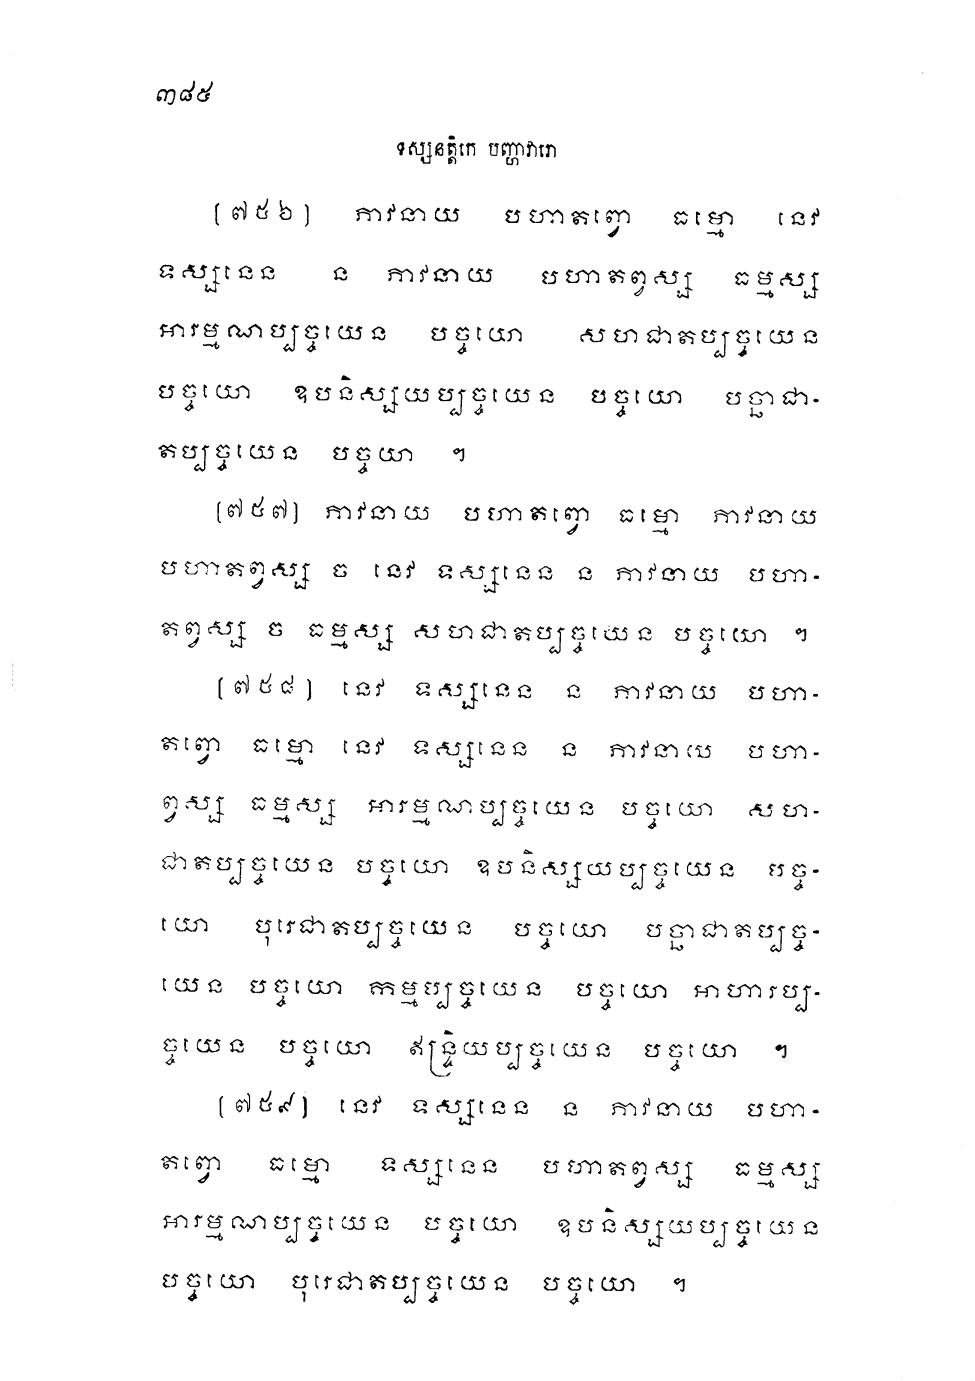 ៣៨៥
ទស្សនត្តិកេ បញ្ហាវារោ
(៧៥៦) ភាវនាយ បហាតព្វោ ធម្មោ នេវ
ទស្សនេន ន ភាវនាយ បហាតព្វស្ស ធម្មស្ស
អារម្មណប្បច្ចយេន បច្ចយោ សហជាតប្បច្ចយេន
បច្ចយោ ឧបនិស្សយប្បច្ចយេន បច្ចយោ បច្ឆាជា-
តប្បច្ចយេន បច្ចយោ ។
(៧៥៧) ភាវនាយ បហាតព្វោ ធម្មោ ភាវនាយ
បហាតព្វស្ស ច នេវ ទស្សនេន ន ភាវនាយ បហា-
តព្វស្ស ច ធម្មស្ស សហជាតប្បច្ចយេន បច្ចយោ ។
(៧៥៨) នេវ ទស្សនេន ន ភាវនាយ បហា-
តព្វោ ធម្មោ នេវ ទស្សនេន ន ភាវនាយ បហា-
ព្វស្ស ធម្មស្ស អារម្មណប្បច្ចយេន បច្ចយោ សហ-
ជាតប្បច្ចយេន បច្ចយោ ឧបនិស្សយប្បច្ចយេន បច្ច-
យោ បុរេជាតប្បច្ចយេន បច្ចយោ បច្ឆាជាតប្បច្ច-
យេន បច្ចយោ កម្មប្បច្ចយេន បច្ចយោ អាហារប្ប-
ច្ចយេន បច្ចយោ ឥន្ទ្រិយប្បច្ចយេន បច្ចយោ ។
(៧៥៩) នេវ ទស្សនេន ន ភាវនាយ បហា-
តព្វោ ធម្មោ ទស្សនេន បហាតព្វស្ស ធម្មស្ស
អារម្មណប្បច្ចយេន បច្ចយោ ឧបនិស្សយប្បច្ចយេន
បច្ចយោ បុរេជាតប្បច្ចយេន បច្ចយោ ។